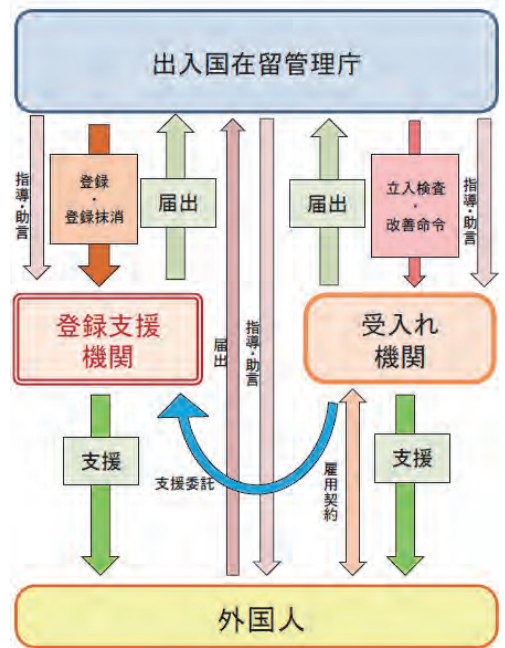 出入国在留管理庁
指導・助言
登録
・
登録抹消
届出
届出
立入検査
・
改善命令
指導・助言
登録支援
機関
届出
指導・助言
受入れ
機関
支援
支援委託
雇用契約
支援
外国人